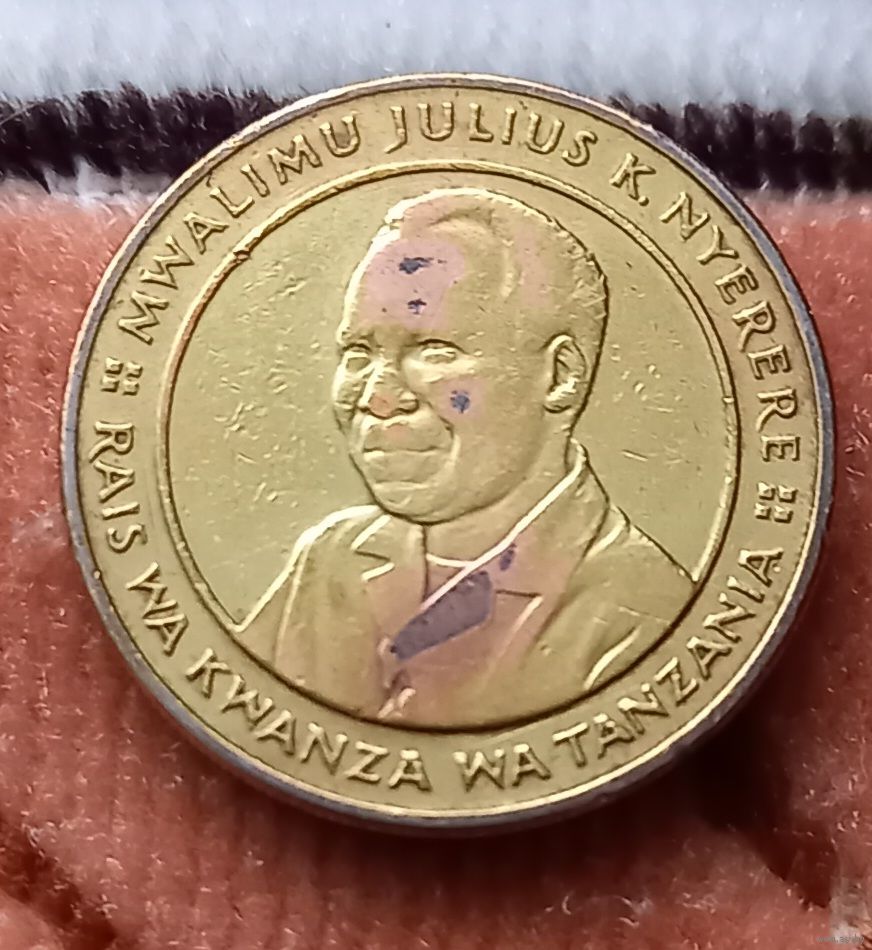 MWALIMU JULIUS K. NYERERE
RAIS WA KWANZA WA TANZANIA